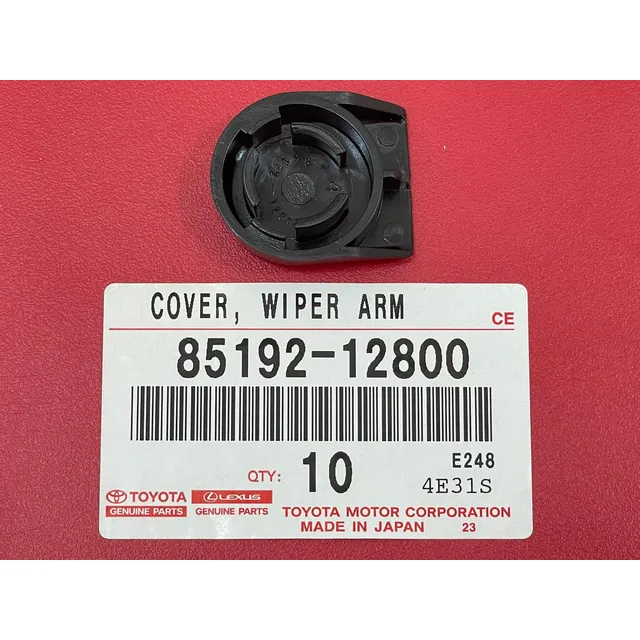 COVER, WIPER ARM
CE
85192-12800
QTY: 10
E248
4E31S
TOYOTA
GENUINE PARTS
LEXUS
GENUINE PARTS
TOYOTA MOTOR CORPORATION
MADE IN JAPAN 23